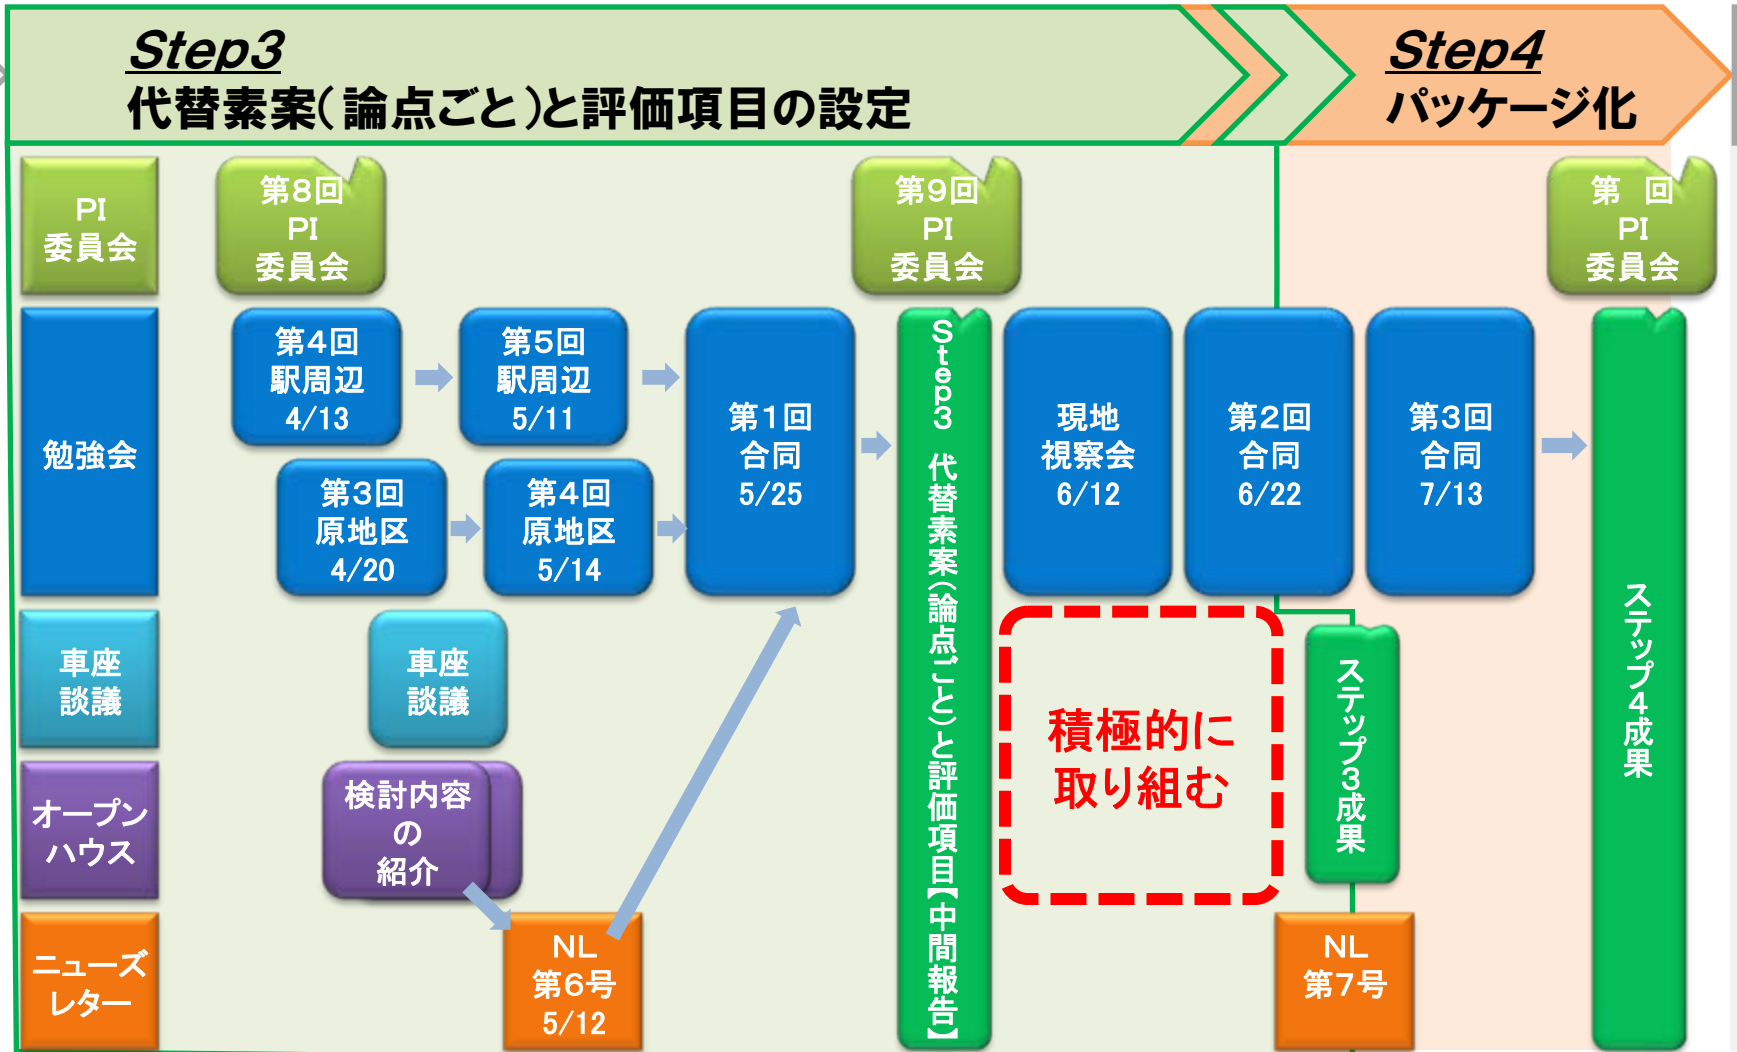 Step3
代替素案(論点ごと)と評価項目の設定
Step4
パッケージ化
PI
委員会
第8回
PI
委員会
第9回
PI
委員会
第　回
PI
委員会
勉強会
第4回
駅周辺
4/13
第5回
駅周辺
5/11
第3回
原地区
4/20
第4回
原地区
5/14
第1回
合同
5/25
Step3 代替素案(論点ごと)と評価項目【中間報告】
現地
視察会
6/12
第2回
合同
6/22
第3回
合同
7/13
ステップ4成果
車座
談議
車座
談議
積極的に
取り組む
ステップ3成果
オープン
ハウス
検討内容
の
紹介
ニューズ
レター
NL
第6号
5/12
NL
第7号